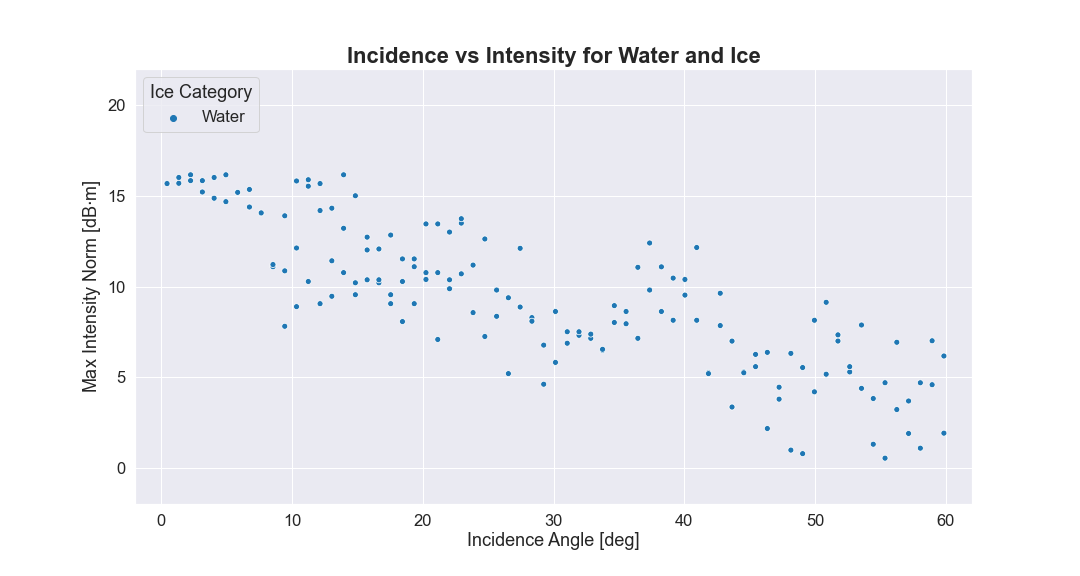 Incidence vs Intensity for Water and Ice
Ice Category
Water
Max Intensity Norm [dB·m]
20
15
10
5
0
0 10 20 30 40 50 60
Incidence Angle [deg]